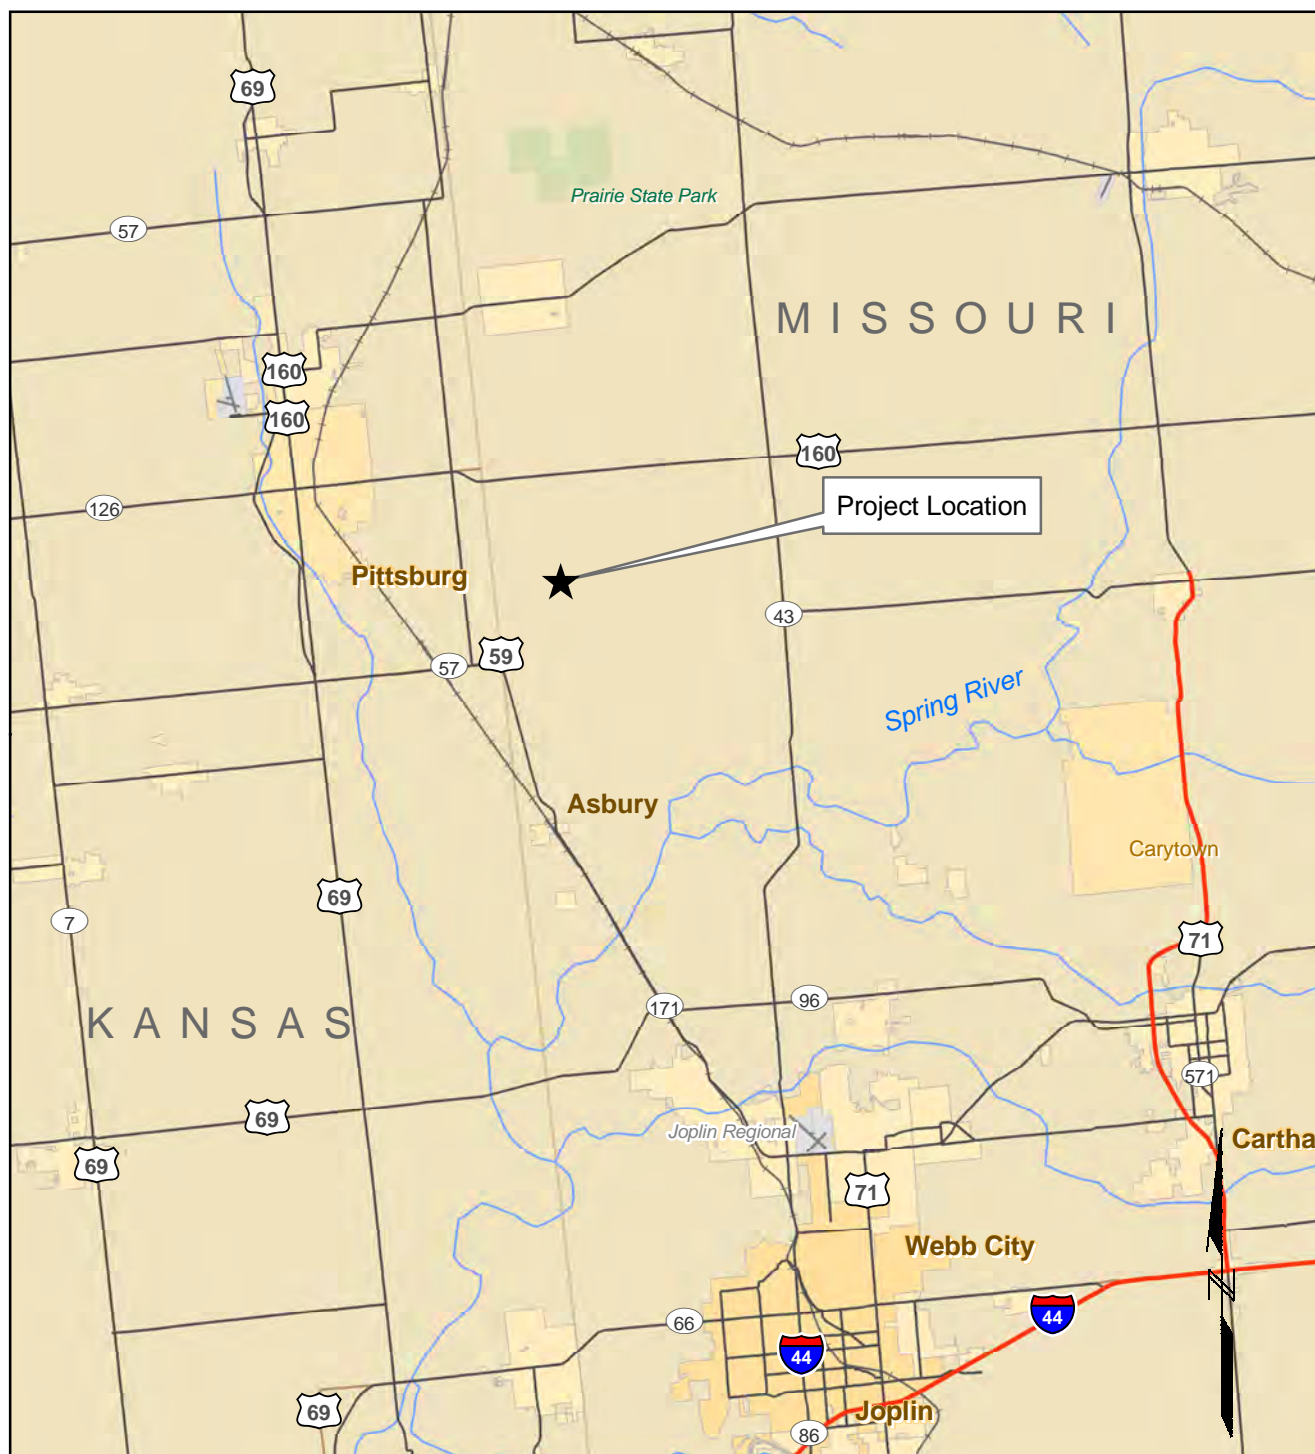 69
Prairie State Park
57
MISSOURI
160
160
160
126
Project Location
Pittsburg
43
59
57
Spring River
Asbury
Carytown
69
7
71
171
96
KANSAS
571
69
Joplin Regional
Cartha
69
71
Webb City
N
44
66
44
69
Joplin
86